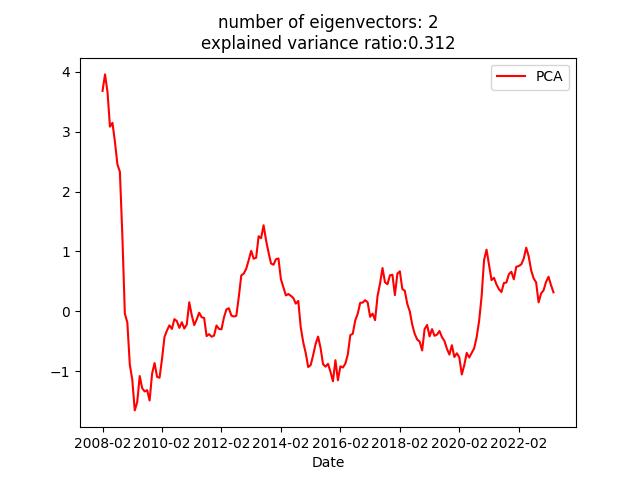 number of eigenvectors: 2
explained variance ratio:0.312
PCA
4
3
2
1
0
−1
2008-02 2010-02 2012-02 2014-02 2016-02 2018-02 2020-02 2022-02
Date